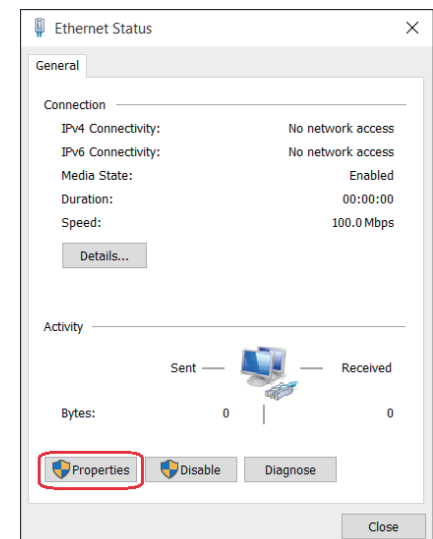 Ethernet Status
General
Connection
IPv4 Connectivity: No network access
IPv6 Connectivity: No network access
Media State: Enabled
Duration: 00:00:00
Speed: 100.0 Mbps
Details...
Activity
Sent — — Received
Bytes: 0 0
Properties Disable Diagnose
Close